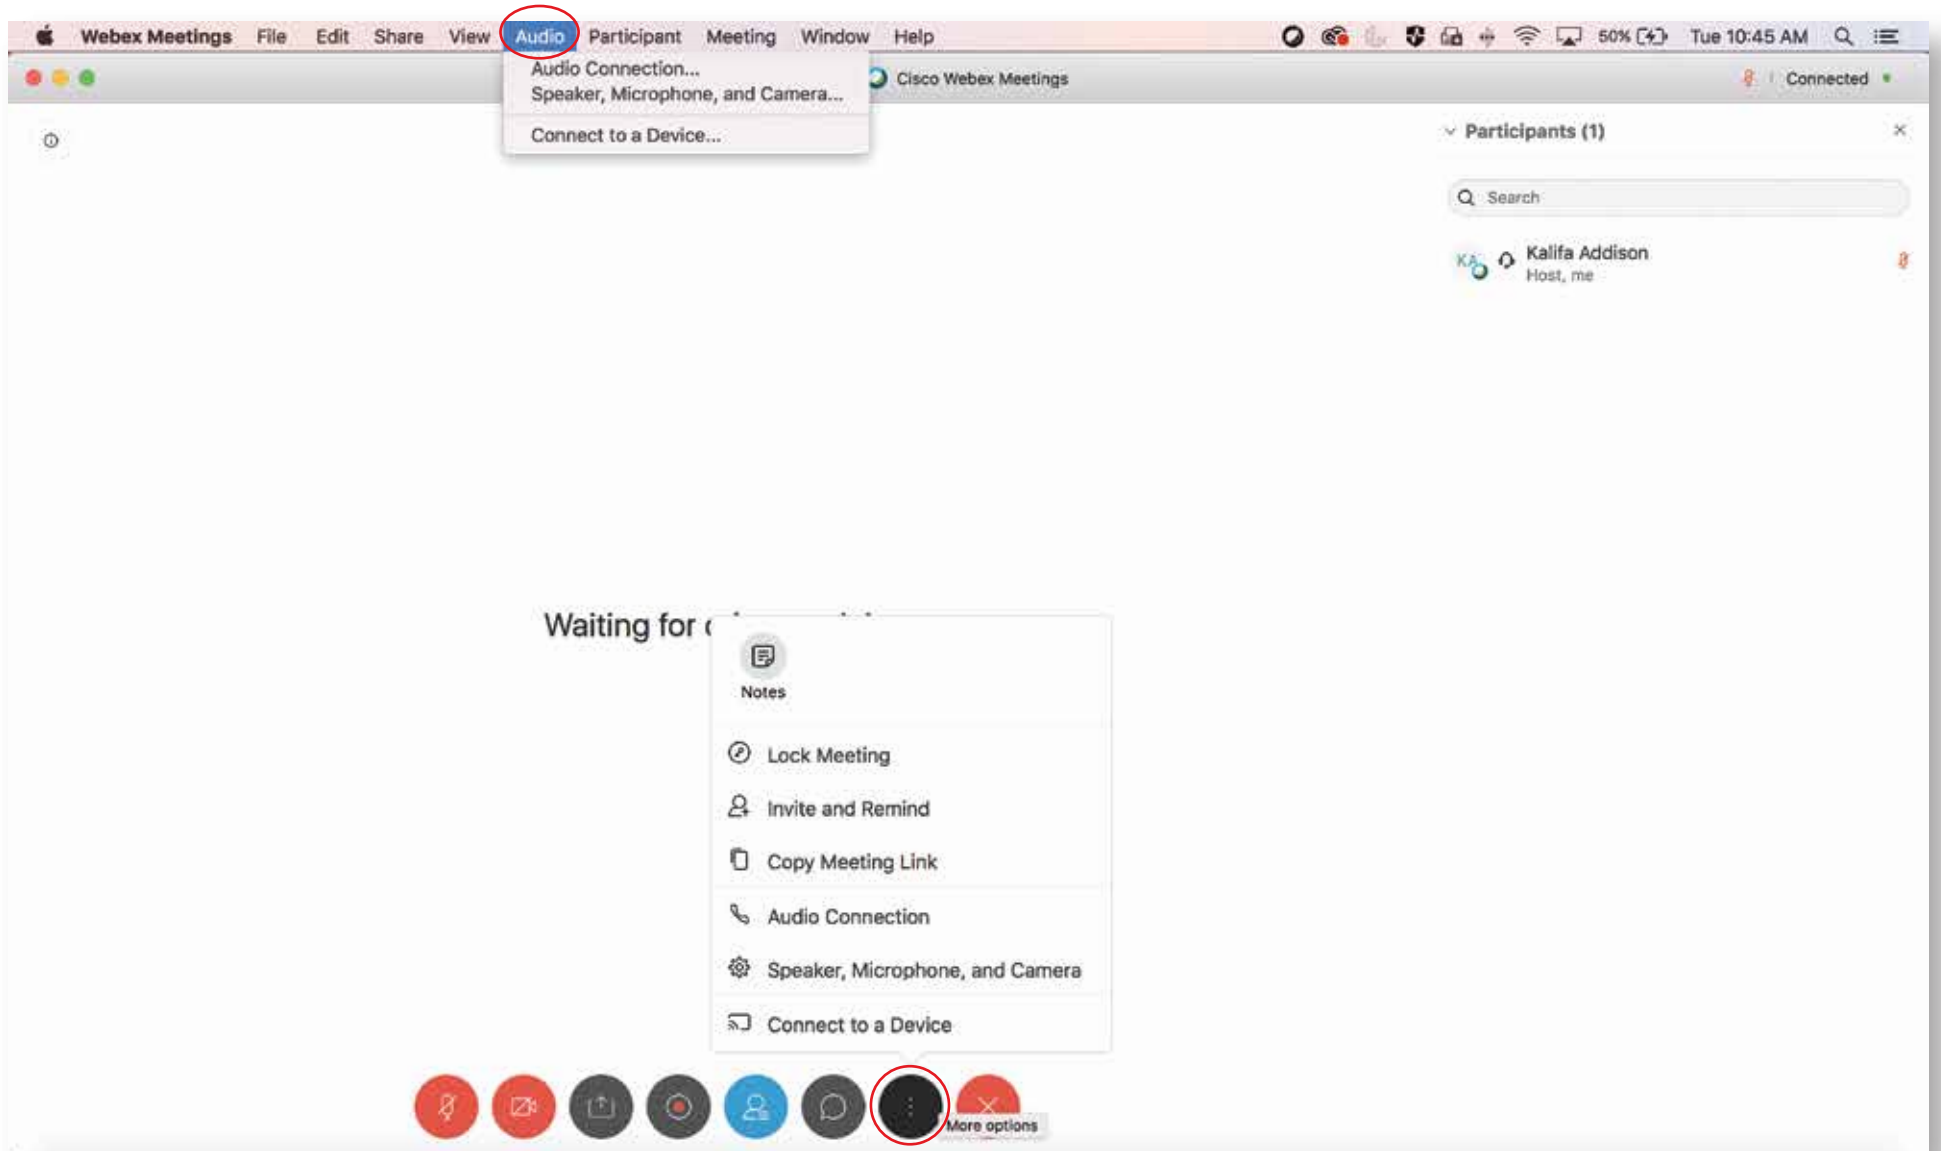 Webex Meetings File Edit Share View Audio Participant Meeting Window Help 50% Tue 10:45 AM
Audio Connection...
Speaker, Microphone, and Camera...
Connect to a Device...
Cisco Webex Meetings
Connected
Participants (1)
Search
KA
Kalifa Addison
Host, me
Waiting for
Notes
Lock Meeting
Invite and Remind
Copy Meeting Link
Audio Connection
Speaker, Microphone, and Camera
Connect to a Device
More options